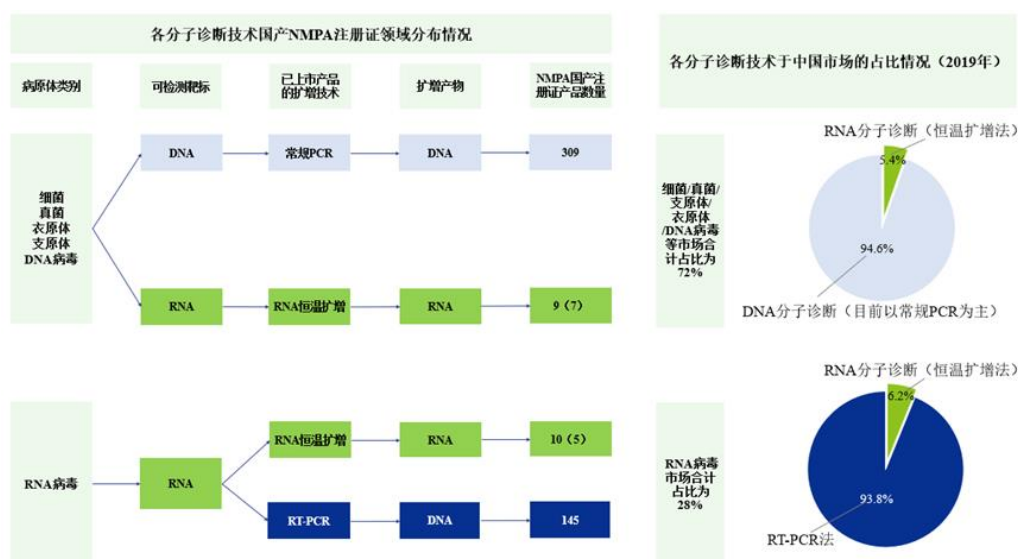 各分子诊断技术国产NMPA注册证领域分布情况
病原体类别
可检测靶标
已上市产品
的扩增技术
扩增产物
NMPA国产注
册证产品数量
细菌
真菌
衣原体
支原体
DNA病毒
DNA
常规PCR
DNA
309
RNA
RNA恒温扩增
RNA
9（7）
RNA病毒
RNA
RNA恒温扩增
RNA
10（5）
RT-PCR
DNA
145
各分子诊断技术于中国市场的占比情况（2019年）
细菌/真菌/
支原体/
衣原体
/DNA病毒
等市场合
计占比为
72%
RNA分子诊断（恒温扩增法）
5.4%
94.6%
DNA分子诊断（目前以常规PCR为主）
RNA病毒
市场合计
占比为
28%
RNA分子诊断（恒温扩增法）
6.2%
93.8%
RT-PCR法